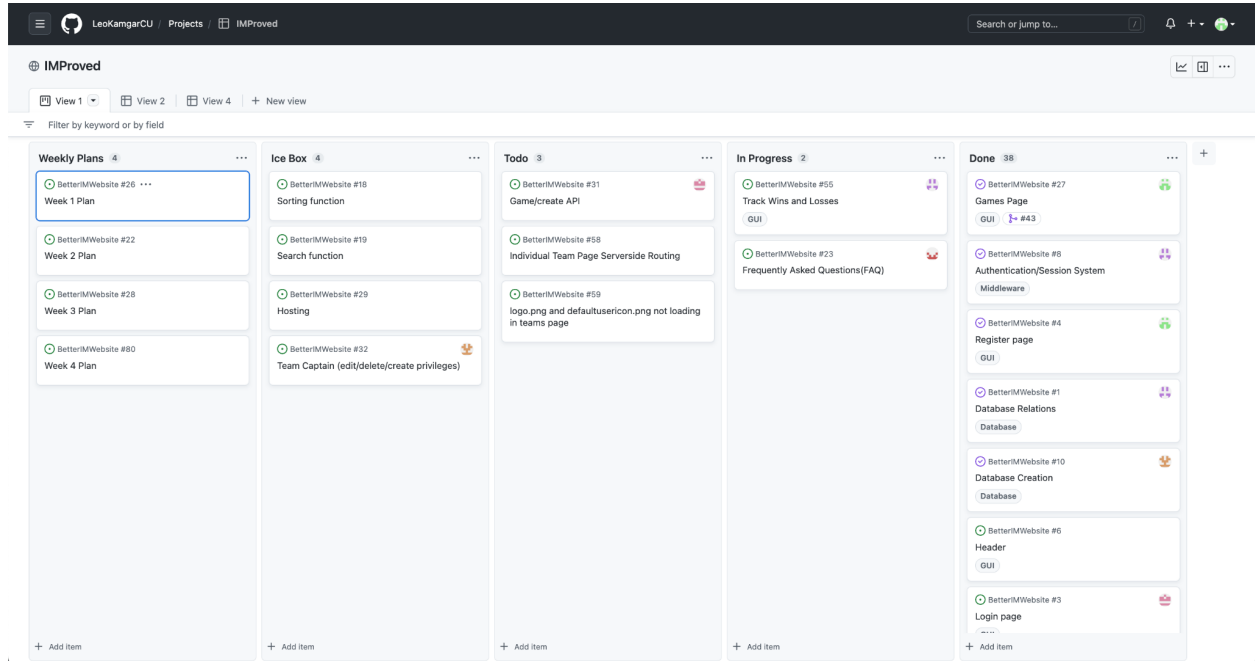 LeoKamgarCU / Projects / IMProved
Search or jump to... /
IMProved
View 1
View 2
View 4
+ New view
Filter by keyword or by field
Weekly Plans 4
BetterIMWebsite #26
Week 1 Plan
BetterIMWebsite #22
Week 2 Plan
BetterIMWebsite #28
Week 3 Plan
BetterIMWebsite #80
Week 4 Plan
+ Add item
Ice Box 4
BetterIMWebsite #18
Sorting function
BetterIMWebsite #19
Search function
BetterIMWebsite #29
Hosting
BetterIMWebsite #32
Team Captain (edit/delete/create privileges)
+ Add item
Todo 3
BetterIMWebsite #31
Game/create API
BetterIMWebsite #58
Individual Team Page Serverside Routing
BetterIMWebsite #59
logo.png and defaultusericon.png not loading
in teams page
+ Add item
In Progress 2
BetterIMWebsite #55
Track Wins and Losses
GUI
BetterIMWebsite #23
Frequently Asked Questions(FAQ)
+ Add item
Done 38
BetterIMWebsite #27
Games Page
GUI #43
BetterIMWebsite #8
Authentication/Session System
Middleware
BetterIMWebsite #4
Register page
GUI
BetterIMWebsite #1
Database Relations
Database
BetterIMWebsite #10
Database Creation
Database
BetterIMWebsite #6
Header
GUI
BetterIMWebsite #3
Login page
+ Add item